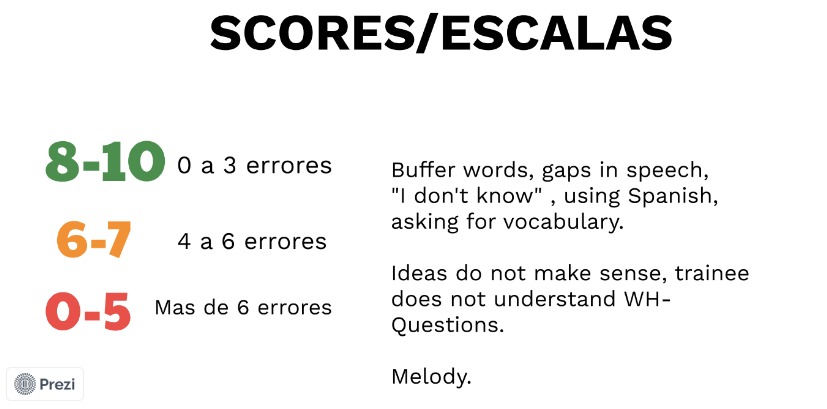 SCORES/ESCALAS
8-10 0 a 3 errores
6-7 4 a 6 errores
0-5 Mas de 6 errores
Buffer words, gaps in speech,
"I don't know" , using Spanish,
asking for vocabulary.
Ideas do not make sense, trainee
does not understand WH-
Questions.
Melody.
Prezi